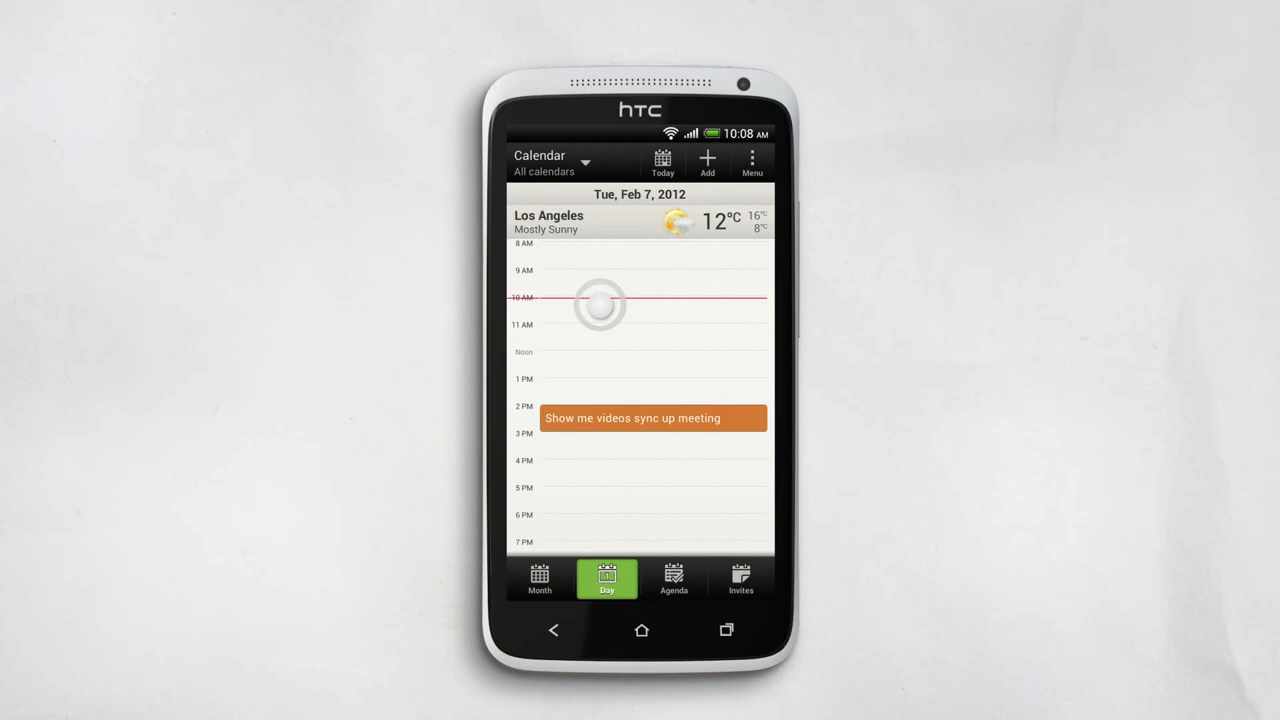 hTC
10:08 AM
Calendar
All calendars
Today
Add
Menu
Tue, Feb 7, 2012
Los Angeles
Mostly Sunny
12°C
16°C
8°C
8 AM
9 AM
10 AM
11 AM
Noon
1 PM
2 PM
Show me videos sync up meeting
3 PM
4 PM
5 PM
6 PM
7 PM
Month
1
Day
Agenda
Invites